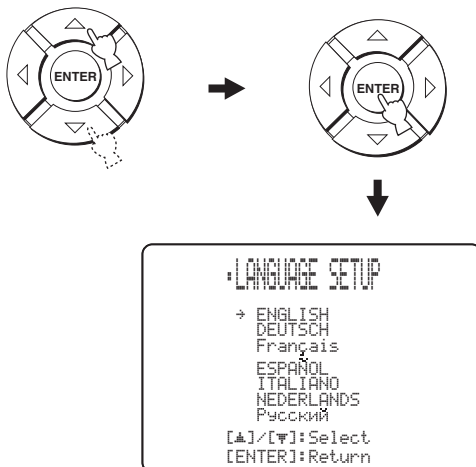 ENTER
ENTER
·LANGUAGE SETUP
→ ENGLISH
DEUTSCH
Français
ESPAÑOL
ITALIANO
NEDERLANDS
Русский
[▲]/[▼]:Select
[ENTER]:Return